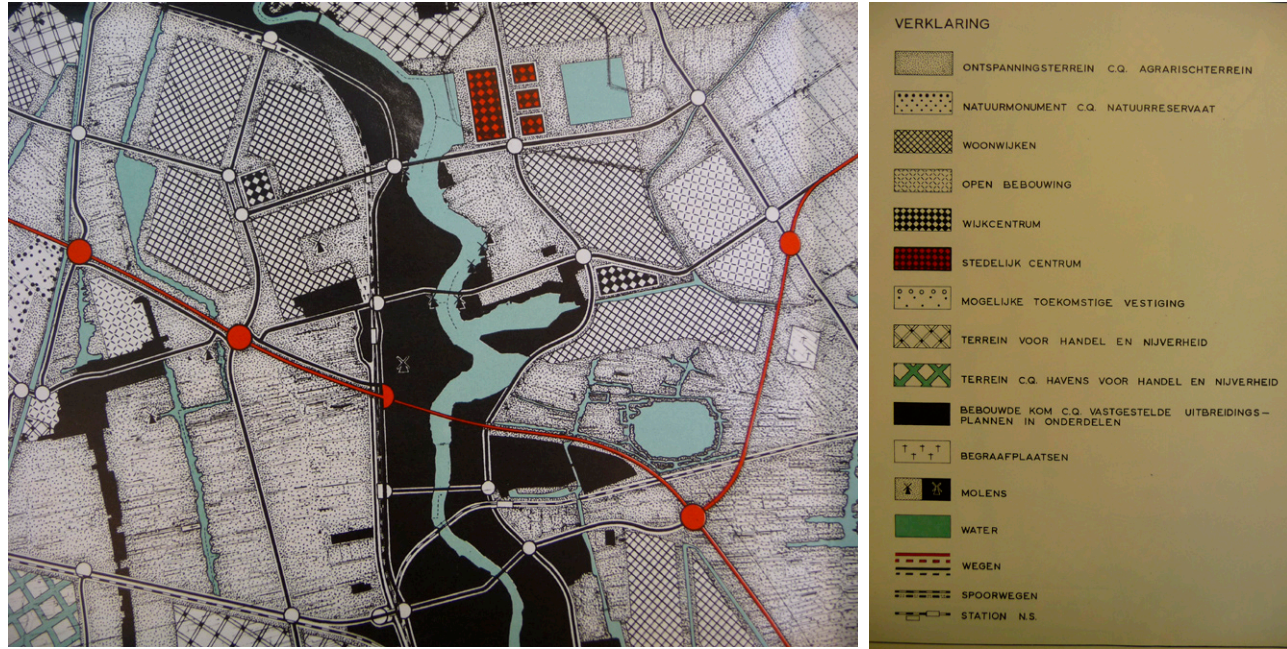 VERKLARING
ONTSPANNINGSTERREIN C.Q. AGRARISCHTERREIN
NATUURMONUMENT C.Q. NATUURRESERVAAT
WOONWIJKEN
OPEN BEBOUWING
WIJKCENTRUM
STEDELIJK CENTRUM
MOGELIJKE TOEKOMSTIGE VESTIGING
TERREIN VOOR HANDEL EN NIJVERHEID
TERREIN C.Q. HAVENS VOOR HANDEL EN NIJVERHEID
BEBOUWDE KOM C.Q. VASTGESTELDE UITBREIDINGS-
PLANNEN IN ONDERDELEN
BEGRAAFPLAATSEN
MOLENS
WATER
WEGEN
SPOORWEGEN
STATION N.S.